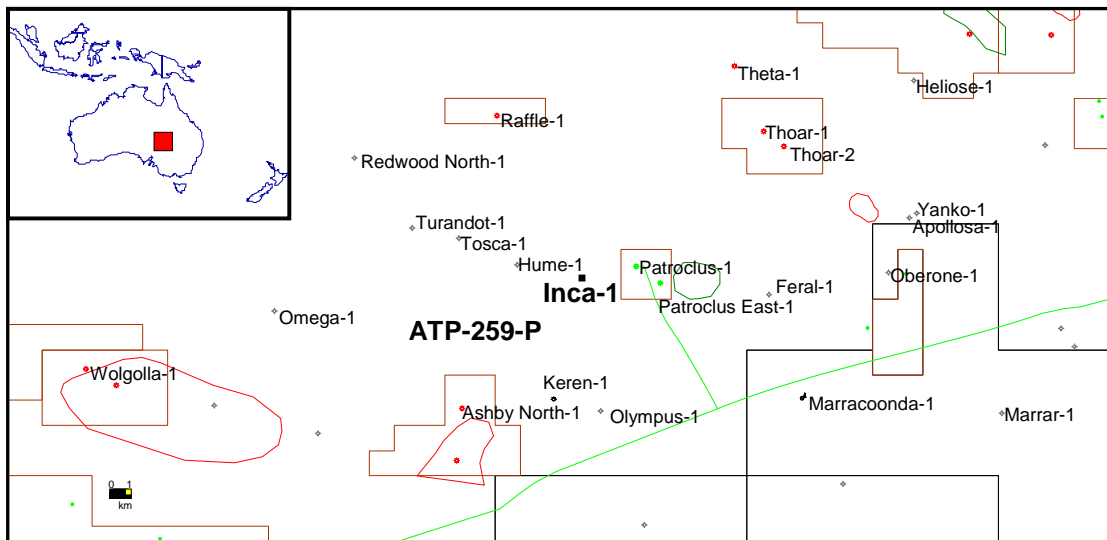 Theta-1
Heliose-1
Raffle-1
Thoar-1
Thoar-2
Redwood North-1
Yanko-1
Apollosa-1
Turandot-1
Tosca-1
Hume-1
Patroclus-1
Oberone-1
Inca-1
Feral-1
Patroclus East-1
Omega-1
ATP-259-P
Wolgolla-1
Keren-1
Ashby North-1
Olympus-1
Marracoonda-1
Marrar-1
0 1
km